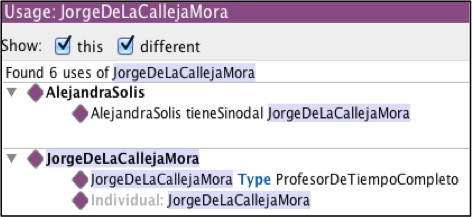 Usage: JorgeDeLaCallejaMora
Show: this different
Found 6 uses of JorgeDeLaCallejaMora
AlejandraSolis
AlejandraSolis tieneSinodal JorgeDeLaCallejaMora
JorgeDeLaCallejaMora
JorgeDeLaCallejaMora Type ProfesorDeTiempoCompleto
Individual: JorgeDeLaCallejaMora